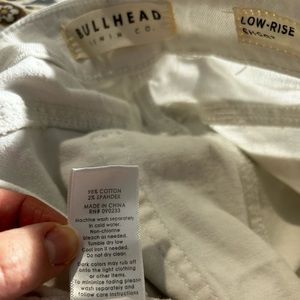 BULLHEAD
DENIM CO.
LOW-RISE
SHORT
98% COTTON
2% SPANDEX
MADE IN CHINA
RN# 090233
Machine wash separately
in cold water.
Non-chlorine
bleach as needed.
Tumble dry low
Cool iron if needed.
Do not dry clean.
Dark colors may rub off
onto the light clothing
or other items.
To minimize fading please
wash separately and
follow care instructions